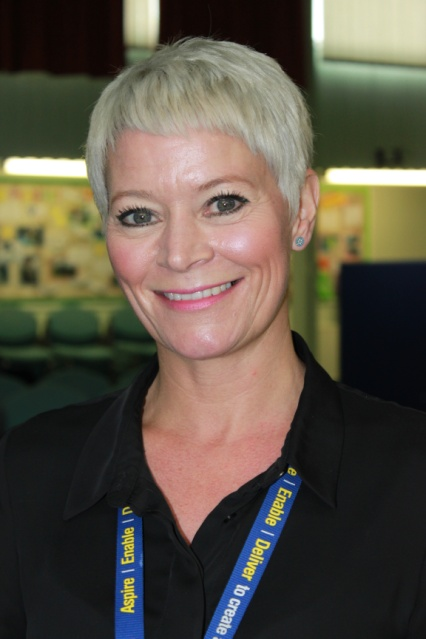 Aspire | Enable | D
e | Enable | Deliver to create a